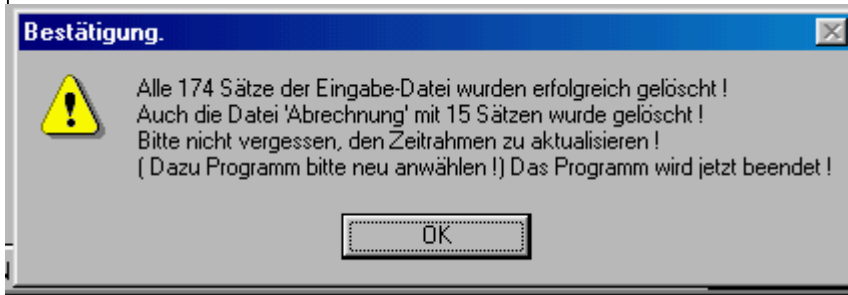 Bestätigung.
Alle 174 Sätze der Eingabe-Datei wurden erfolgreich gelöscht !
Auch die Datei 'Abrechnung' mit 15 Sätzen wurde gelöscht !
Bitte nicht vergessen, den Zeitrahmen zu aktualisieren !
( Dazu Programm bitte neu anwählen !) Das Programm wird jetzt beendet !
OK